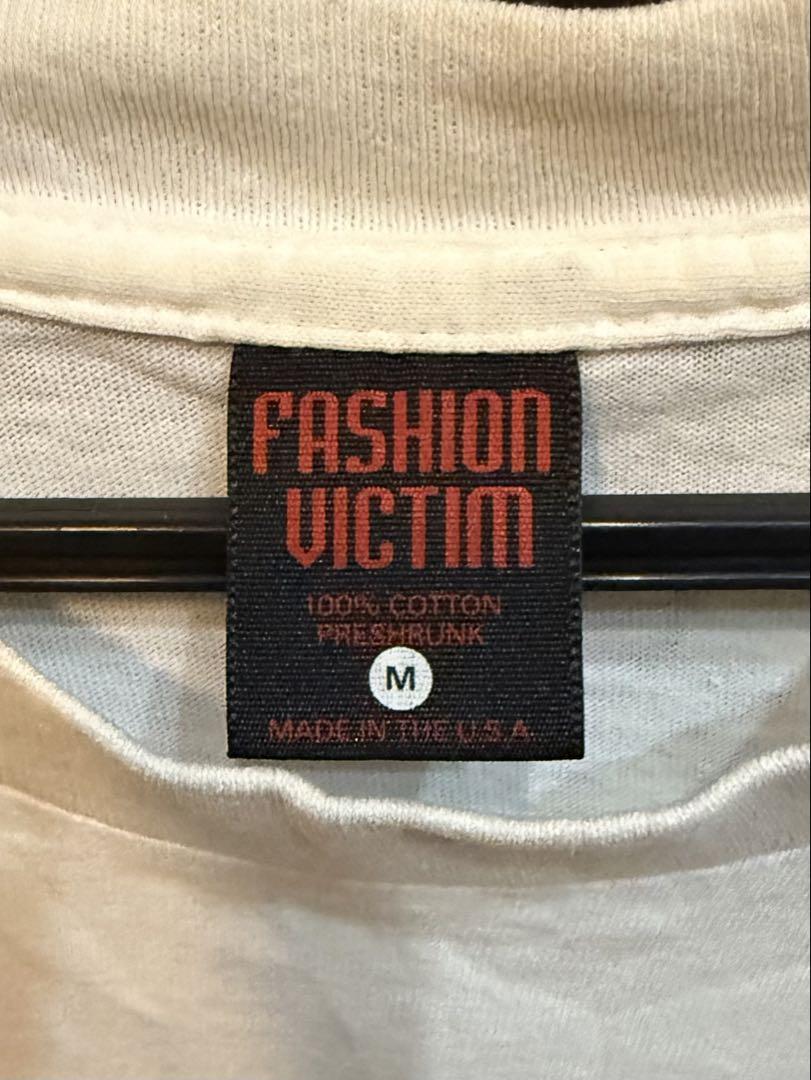 FASHION
VICTIM
100% COTTON
PRESHRUNK
M
MADE IN THE U.S.A.